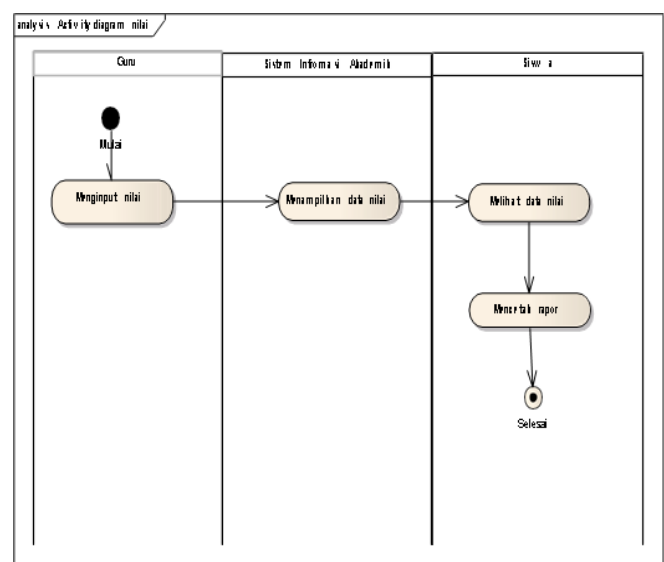 analysis Activity diagram nilai
Guru
Sistem Informasi Akademik
Siswa
Mulai
Menginput nilai
Menampilkan data nilai
Melihat data nilai
Mencetak rapor
Selesai